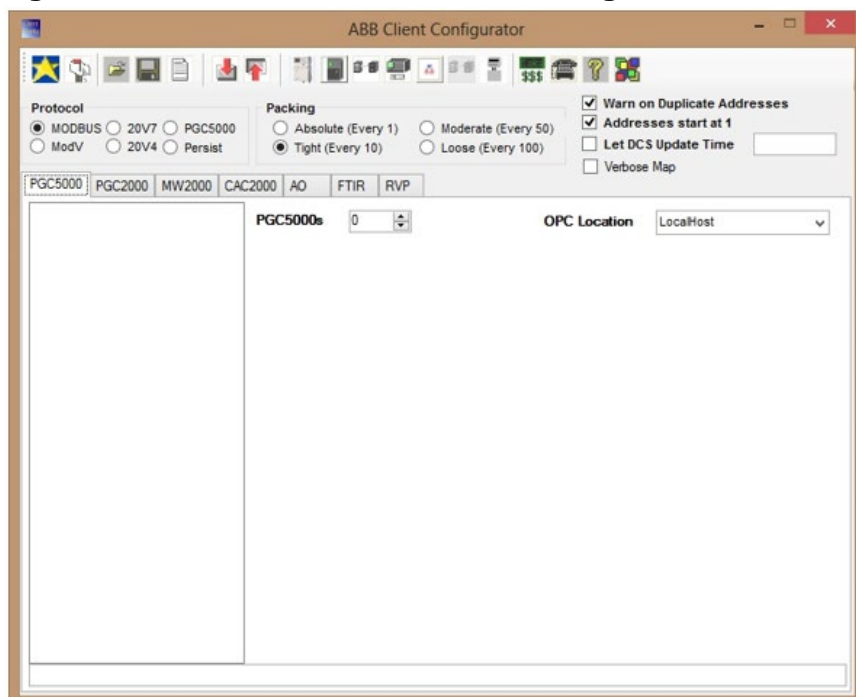 ABB Client Configurator
$$$
?
Protocol
MODBUS 20V7 PGC5000
ModV 20V4 Persist
Packing
Absolute (Every 1) Moderate (Every 50)
Tight (Every 10) Loose (Every 100)
Warn on Duplicate Addresses
Addresses start at 1
Let DCS Update Time
Verbose Map
PGC5000 PGC2000 MW2000 CAC2000 AO FTIR RVP
PGC5000s 0 OPC Location LocalHost